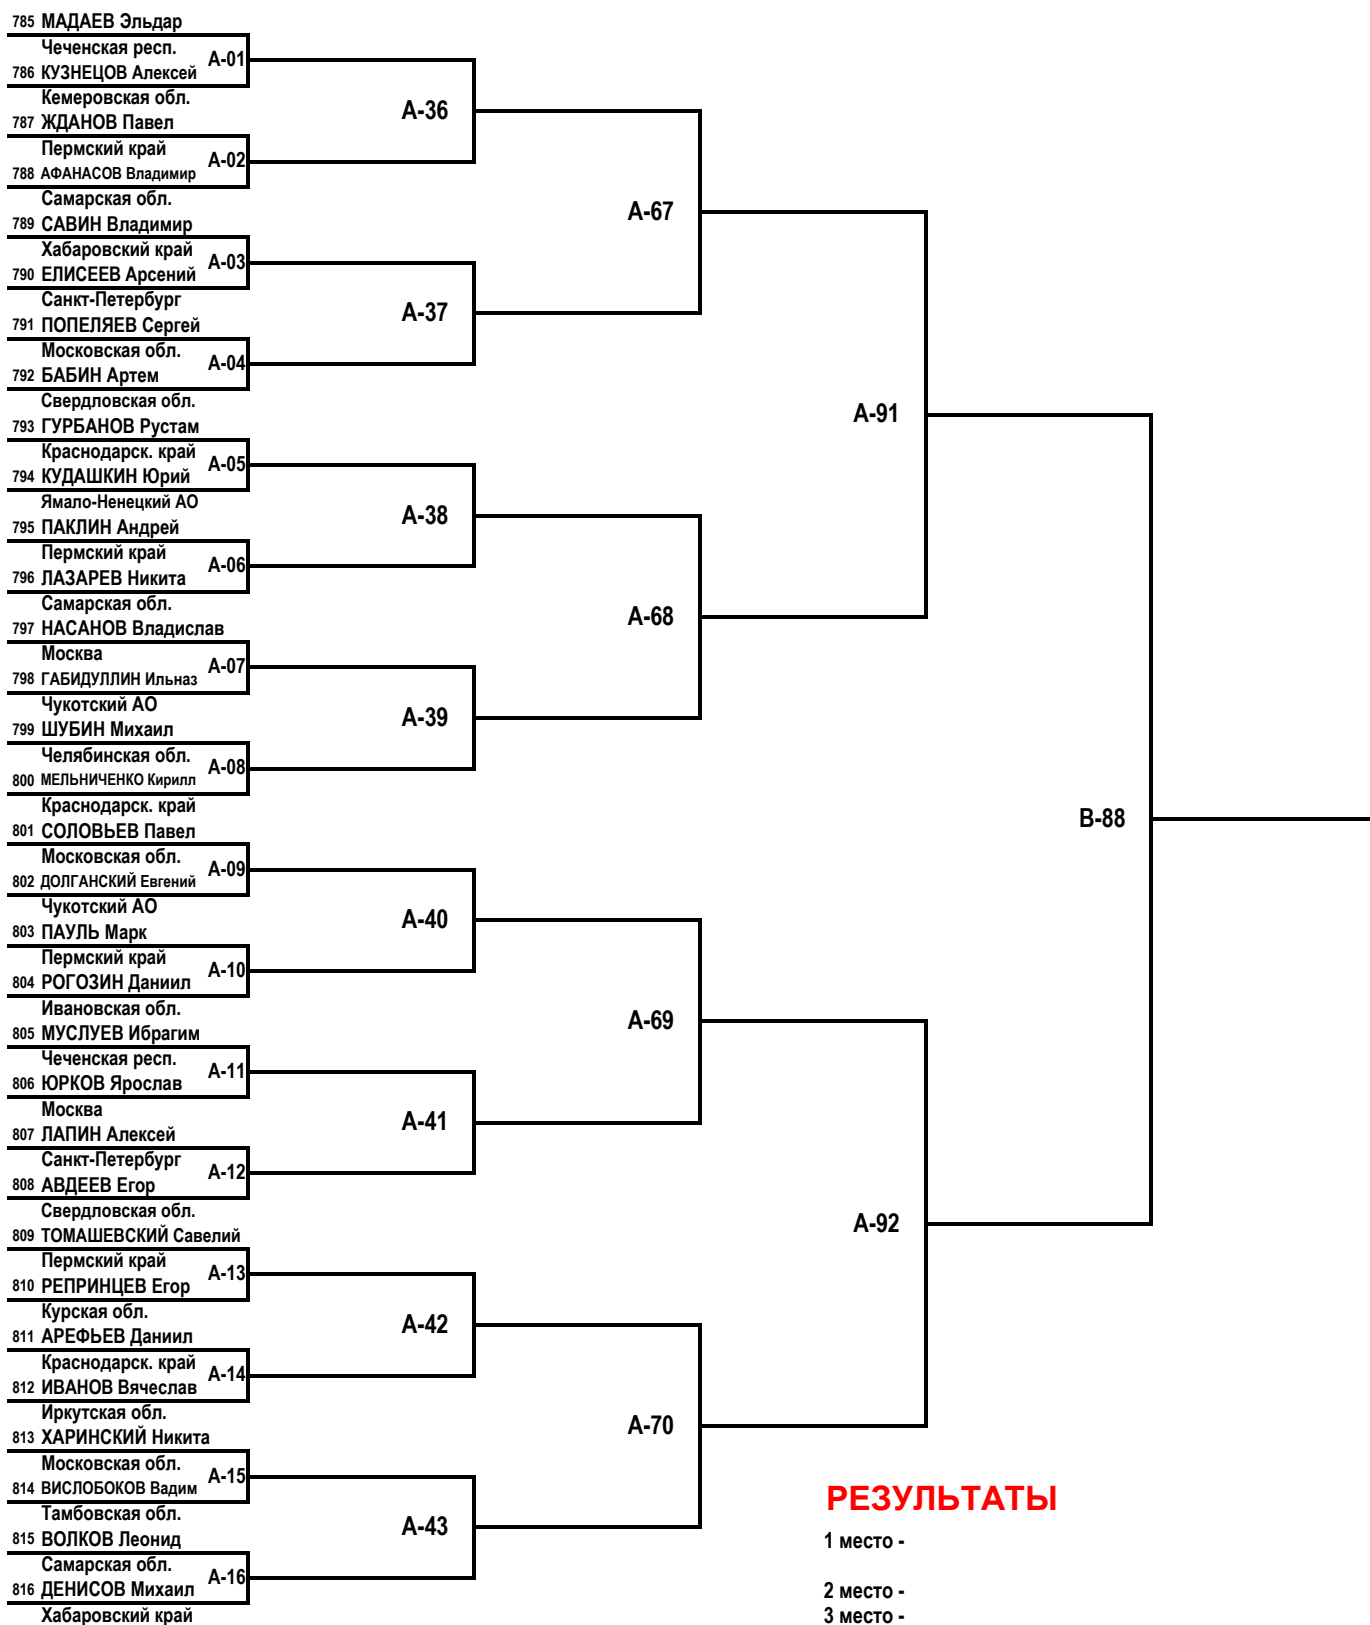 785 МАДАЕВ Эльдар
Чеченская респ.
А-01
786 КУЗНЕЦОВ Алексей
Кемеровская обл.
А-36
787 ЖДАНОВ Павел
Пермский край
А-02
788 АФАНАСОВ Владимир
Самарская обл.
А-67
789 САВИН Владимир
Хабаровский край
А-03
790 ЕЛИСЕЕВ Арсений
Санкт-Петербург
А-37
791 ПОПЕЛЯЕВ Сергей
Московская обл.
А-04
792 БАБИН Артем
Свердловская обл.
А-91
793 ГУРБАНОВ Рустам
Краснодарск. край
А-05
794 КУДАШКИН Юрий
Ямало-Ненецкий АО
А-38
795 ПАКЛИН Андрей
Пермский край
А-06
796 ЛАЗАРЕВ Никита
Самарская обл.
А-68
797 НАСАНОВ Владислав
Москва
А-07
798 ГАБИДУЛЛИН Ильназ
Чукотский АО
А-39
799 ШУБИН Михаил
Челябинская обл.
А-08
800 МЕЛЬНИЧЕНКО Кирилл
Краснодарск. край
В-88
801 СОЛОВЬЕВ Павел
Московская обл.
А-09
802 ДОЛГАНСКИЙ Евгений
Чукотский АО
А-40
803 ПАУЛЬ Марк
Пермский край
А-10
804 РОГОЗИН Даниил
Ивановская обл.
А-69
805 МУСЛУЕВ Ибрагим
Чеченская респ.
А-11
806 ЮРКОВ Ярослав
Москва
А-41
807 ЛАПИН Алексей
Санкт-Петербург
А-12
808 АВДЕЕВ Егор
Свердловская обл.
А-92
809 ТОМАШЕВСКИЙ Савелий
Пермский край
А-13
810 РЕПРИНЦЕВ Егор
Курская обл.
А-42
811 АРЕФЬЕВ Даниил
Краснодарск. край
А-14
812 ИВАНОВ Вячеслав
Иркутская обл.
А-70
813 ХАРИНСКИЙ Никита
Московская обл.
А-15
814 ВИСЛОБОКОВ Вадим
Тамбовская обл.
А-43
815 ВОЛКОВ Леонид
Самарская обл.
А-16
816 ДЕНИСОВ Михаил
Хабаровский край
РЕЗУЛЬТАТЫ
1 место -
2 место -
3 место -